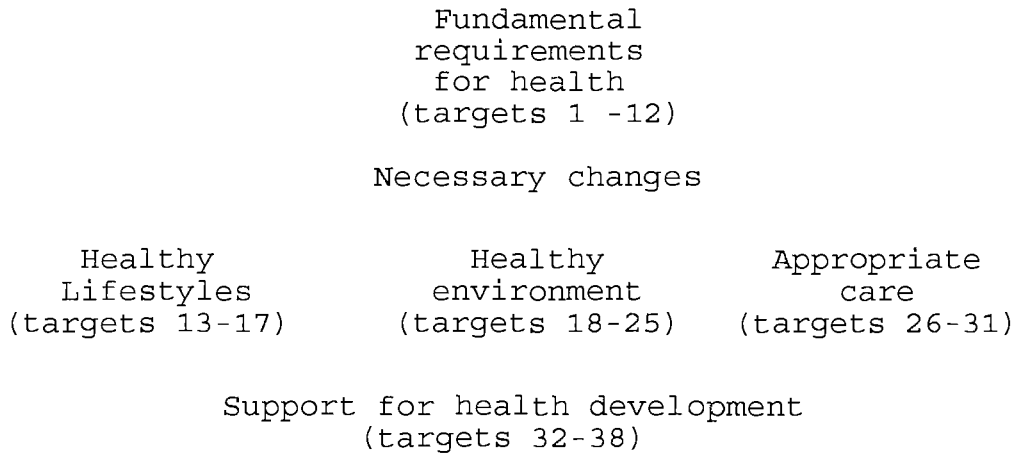 Fundamental
requirements
for health
(targets 1 -12)
Necessary changes
Healthy
Lifestyles
(targets 13-17)
Healthy
environment
(targets 18-25)
Appropriate
care
(targets 26-31)
Support for health development
(targets 32-38)